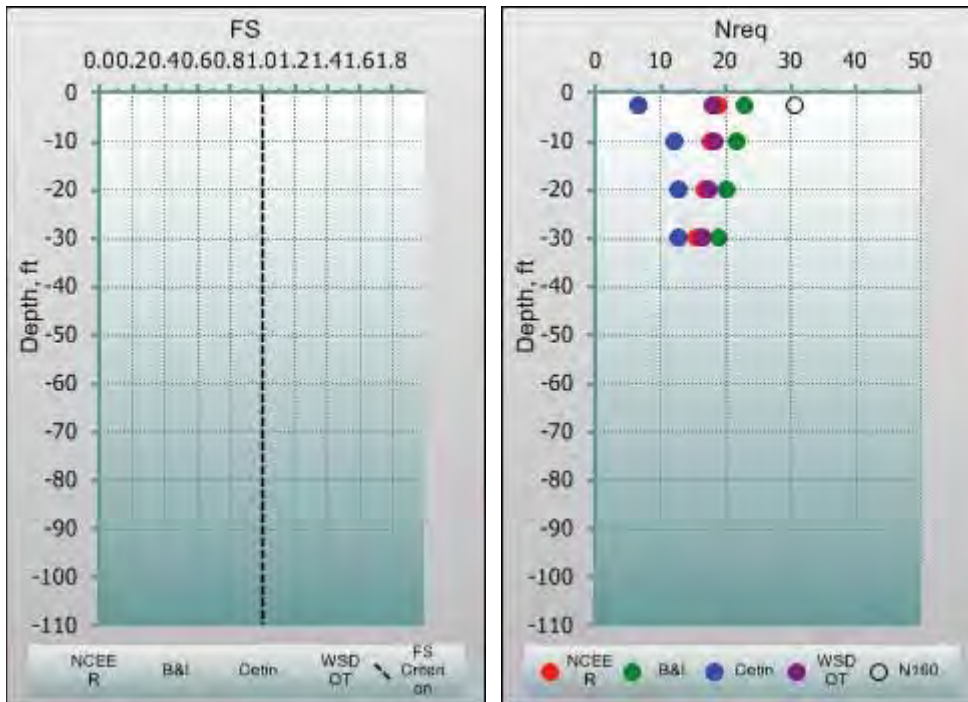 FS
0.00.20.40.60.81.01.21.41.61.8
0
-10
-20
-30
-40
-50
-60
-70
-80
-90
-100
-110
Depth, ft
NCEE
R
B&I
Detin
WSD
OT
FS
Criteri
on
Nreq
0 10 20 30 40 50
0
-10
-20
-30
-40
-50
-60
-70
-80
-90
-100
-110
Depth, ft
NCEE
R
B&I
Detin
WSD
OT
N160